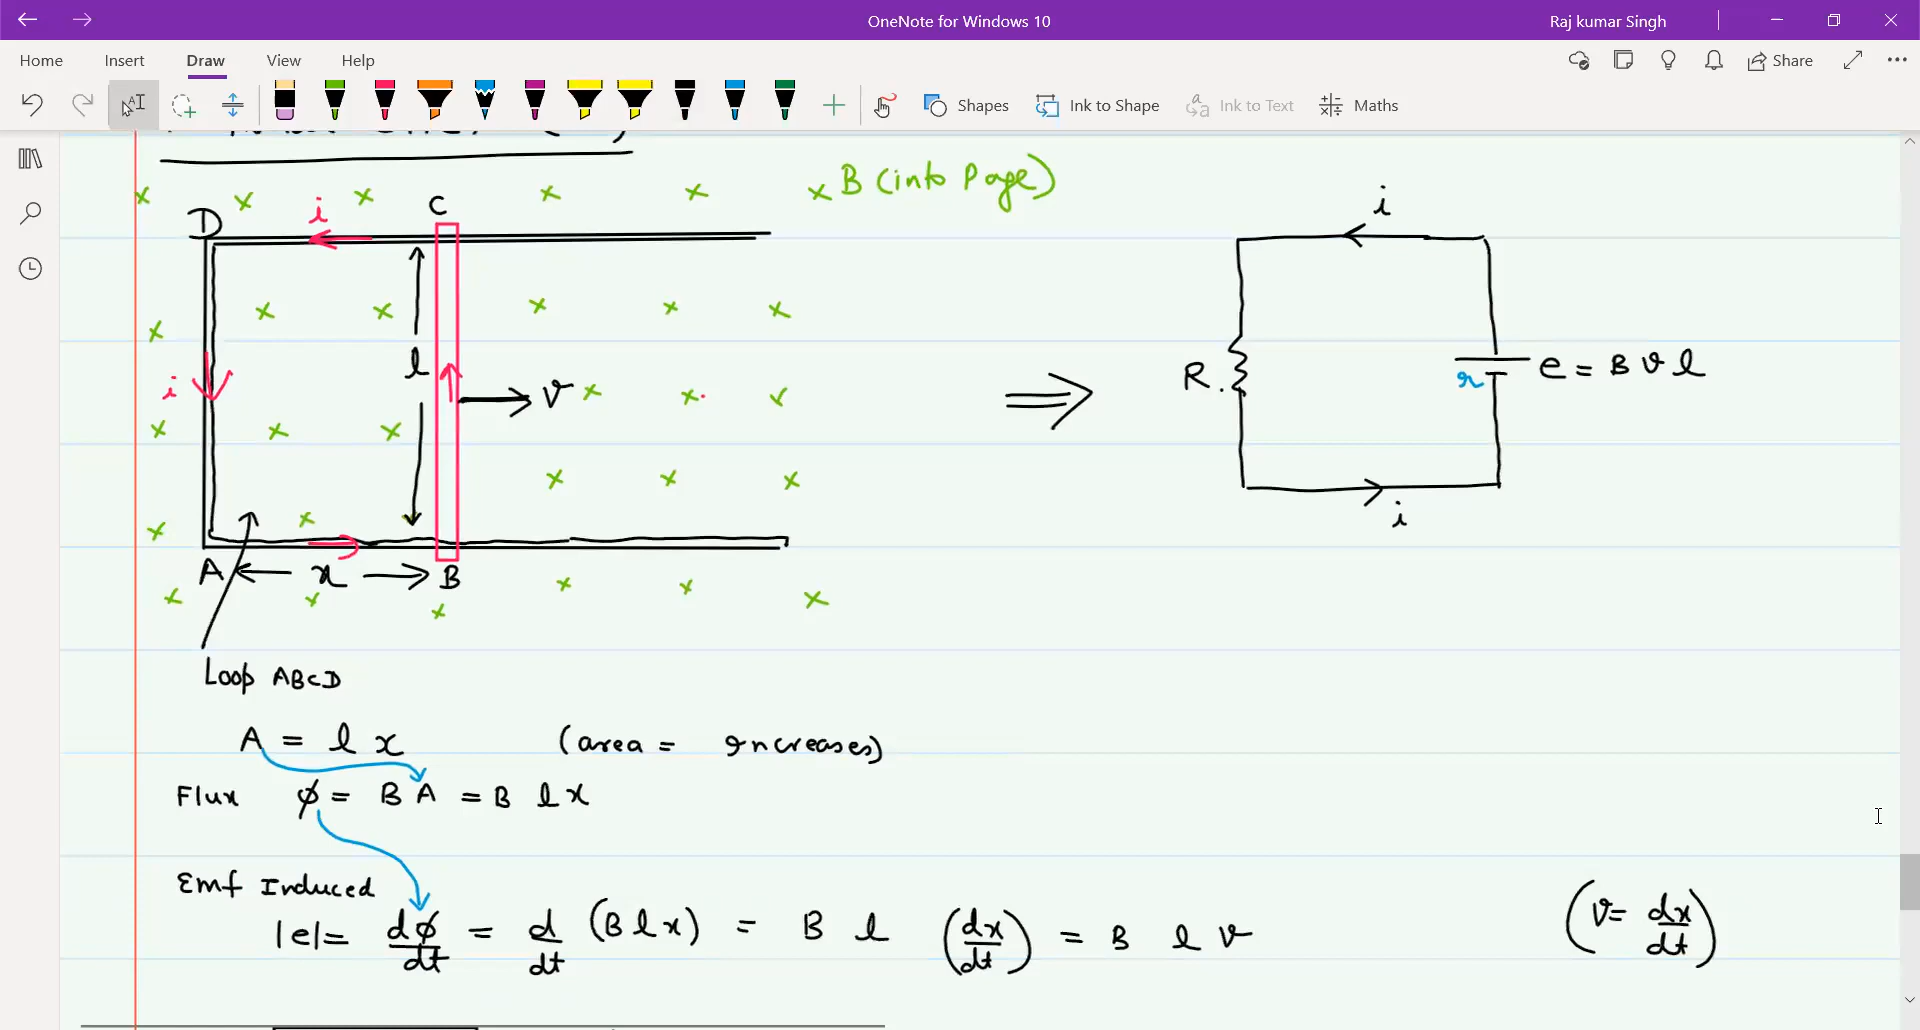 OneNote for Windows 10
Raj kumar Singh
Home Insert Draw View Help
Share
Shapes Ink to Shape Ink to Text Maths
B (into Page)
D
i
C
l
i
v
A
x
B
Loop ABCD
i
R.
r
e = B v l
i
A = l x (area = increases)
Flux φ = B A = B l x
Emf Induced
|e| = dφ/dt = d/dt (B l x) = B l (dx/dt) = B l v (v = dx/dt)